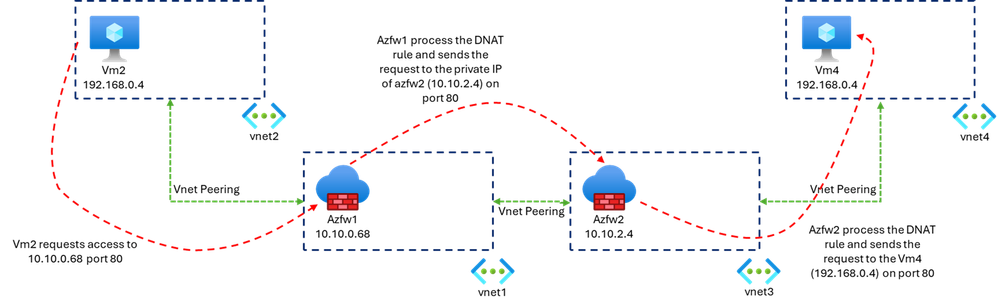 Vm2
192.168.0.4
vnet2
Azfw1 process the DNAT
rule and sends the
request to the private IP
of azfw2 (10.10.2.4) on
port 80
Vm4
192.168.0.4
vnet4
Vnet Peering
Vm2 requests access to
10.10.0.68 port 80
Azfw1
10.10.0.68
vnet1
Vnet Peering
Azfw2
10.10.2.4
vnet3
Vnet Peering
Azfw2 process the DNAT
rule and sends the
request to the Vm4
(192.168.0.4) on port 80